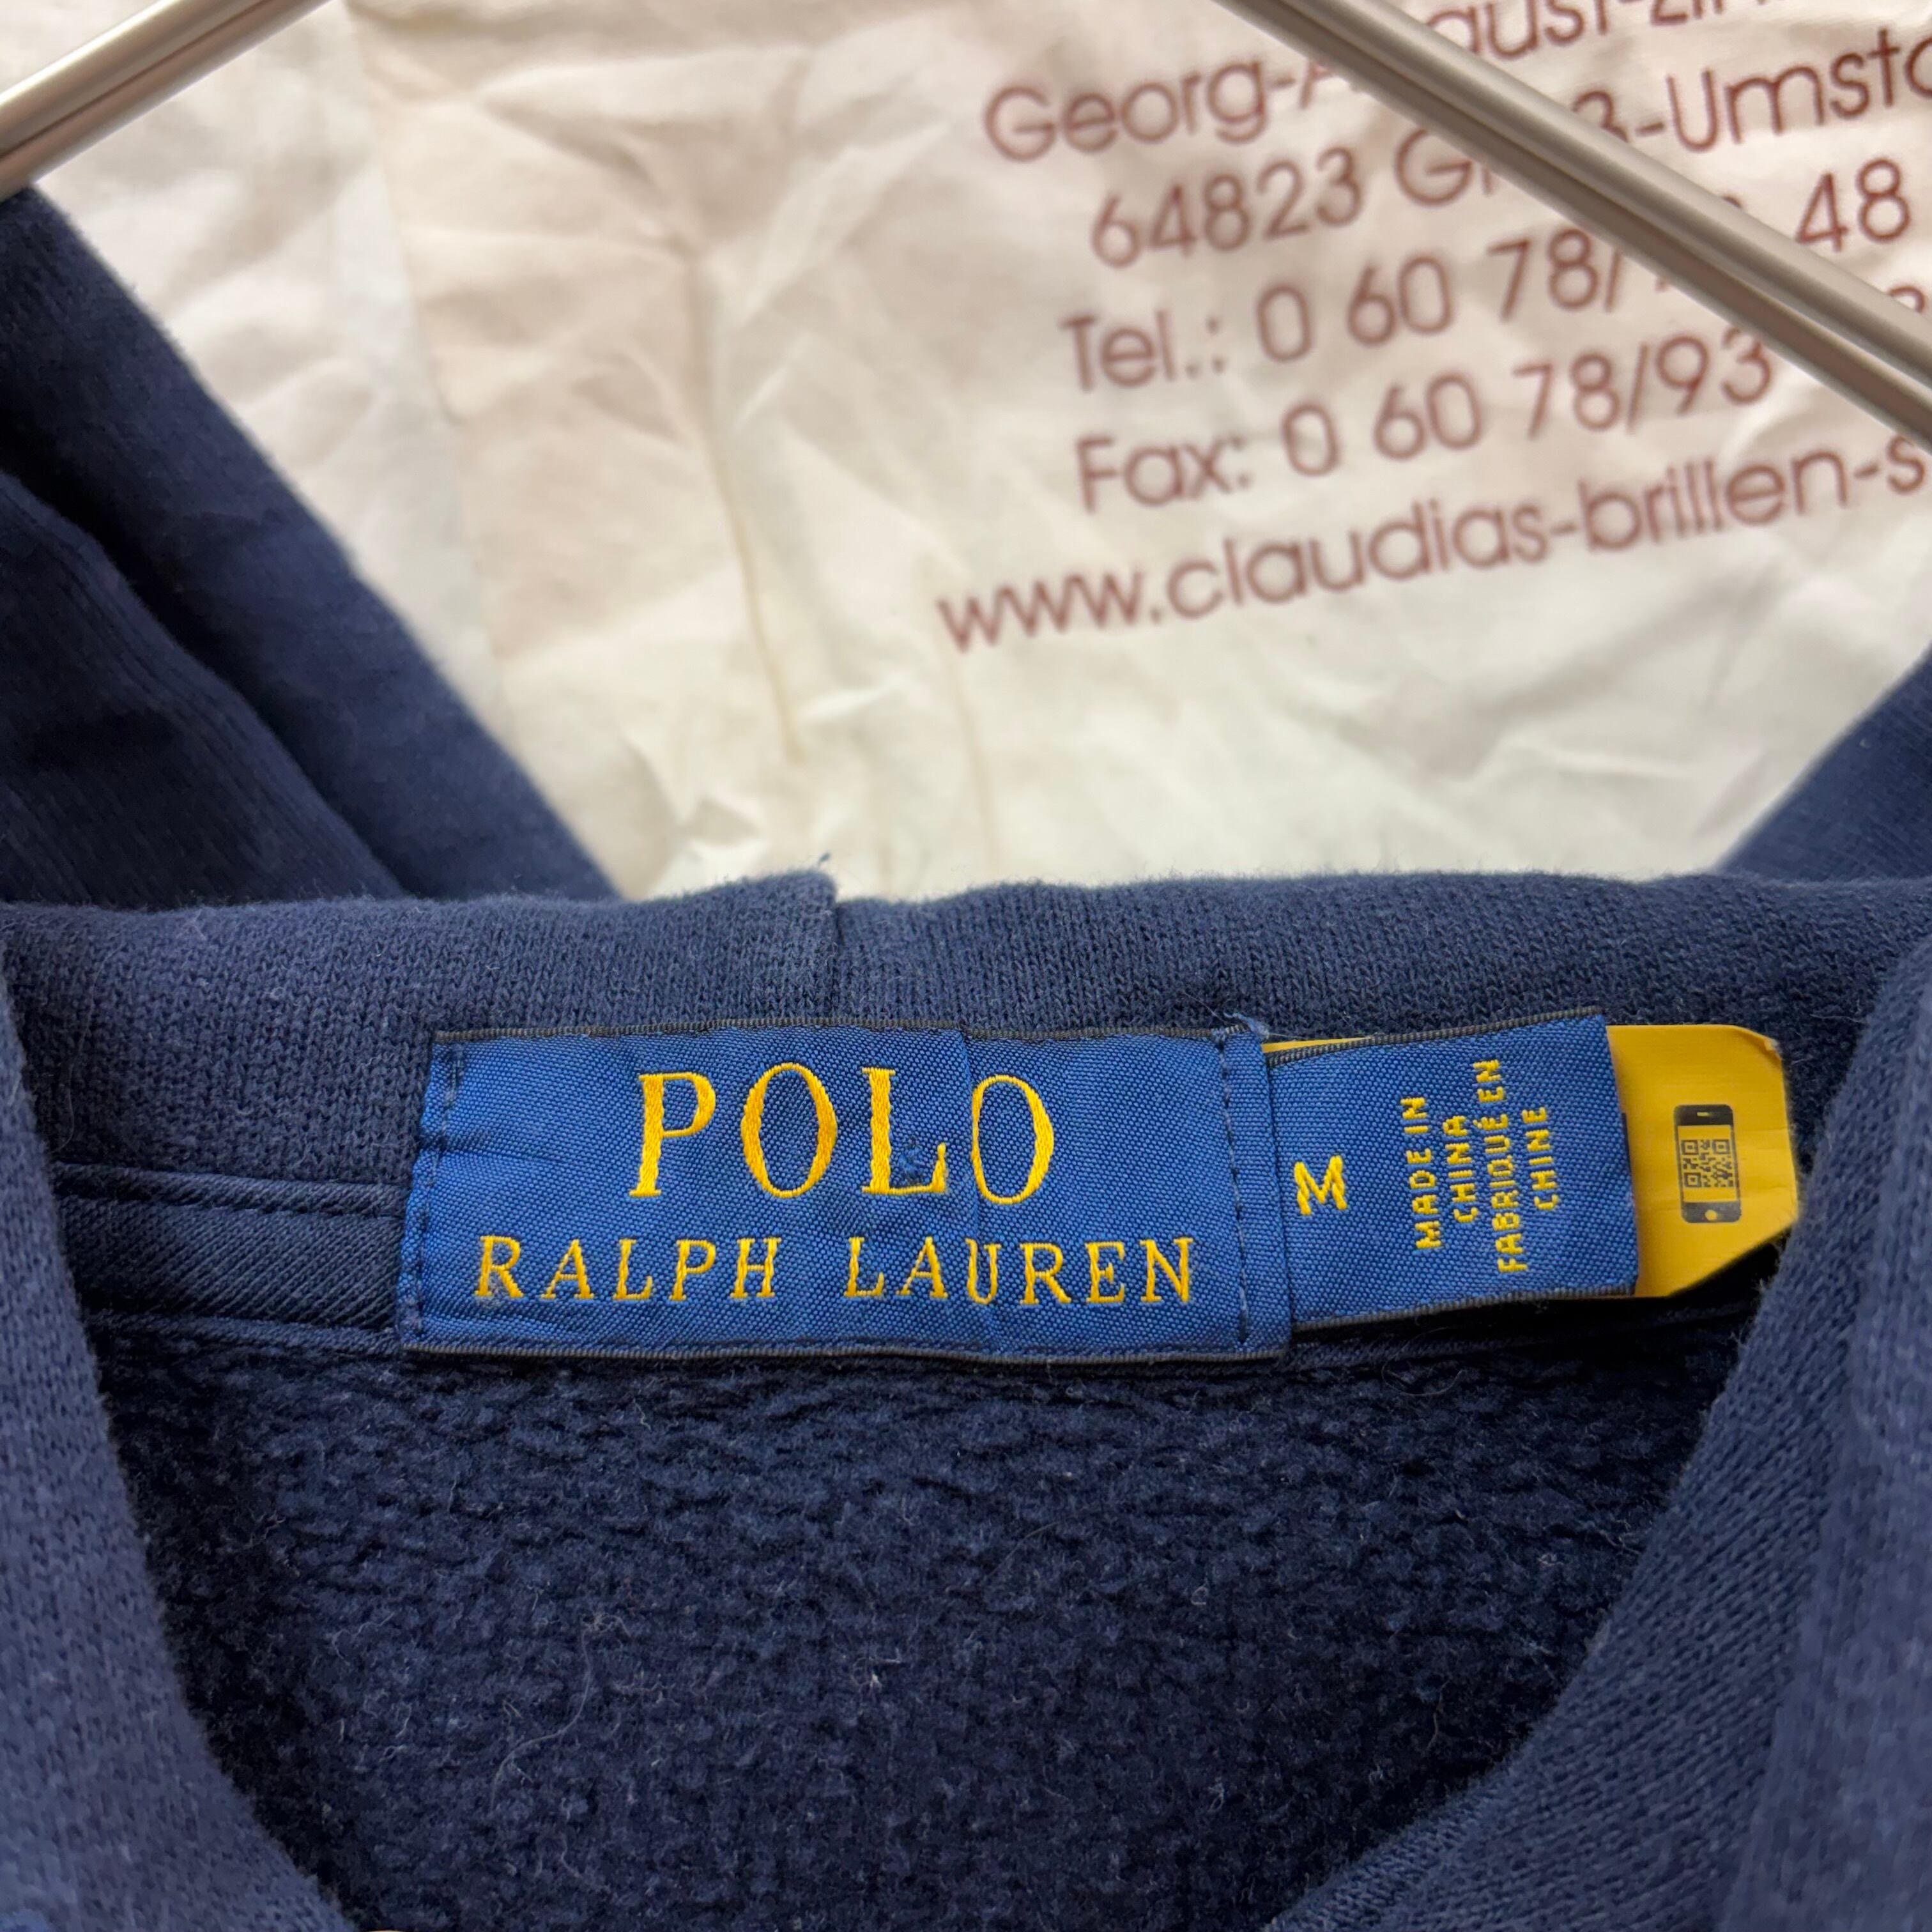 Georg-
64823
48
Tel.: 0 60 78/
Fax: 0 60 78/93
www.claudias-brillen-s
POLO
RALPH LAUREN
M
MADE IN
CHINA
FABRIQUÉ EN
CHINE